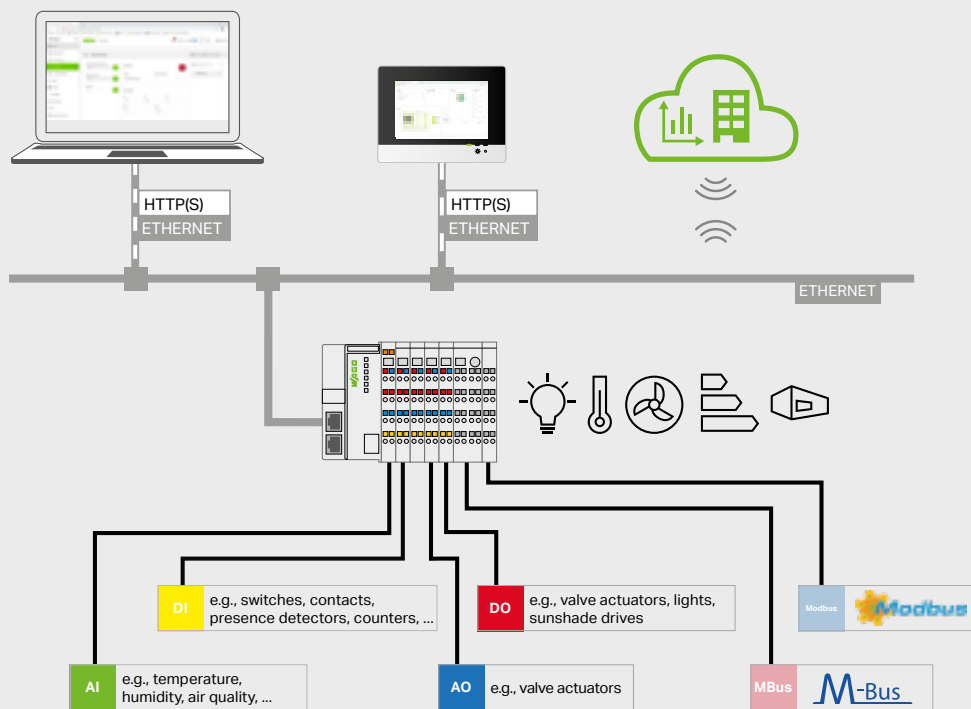 HTTP(S)
ETHERNET
HTTP(S)
ETHERNET
ETHERNET
WAGO
DI
e.g., switches, contacts,
presence detectors, counters, ...
DO
e.g., valve actuators, lights,
sunshade drives
Modbus
Modbus
AI
e.g., temperature,
humidity, air quality, ...
AO
e.g., valve actuators
MBus
M-Bus